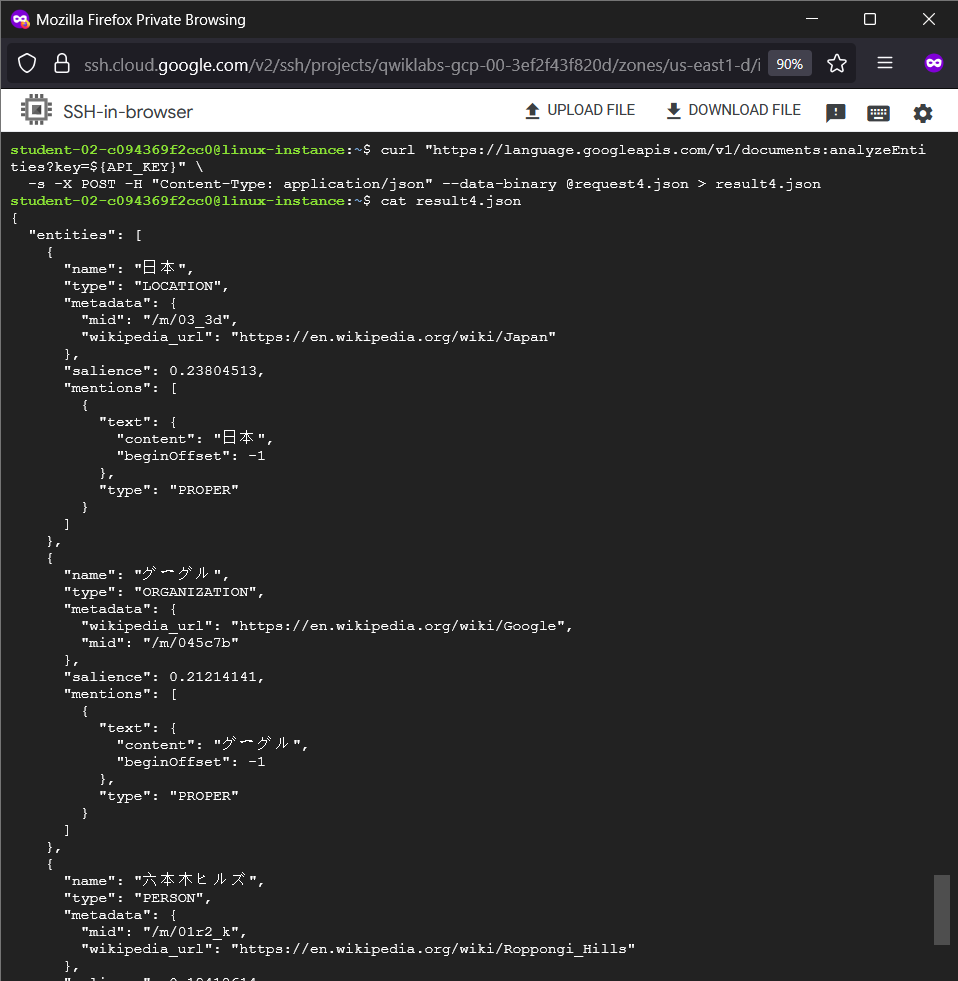 Mozilla Firefox Private Browsing
ssh.cloud.google.com/v2/ssh/projects/qwiklabs-gcp-00-3ef2f43f820d/zones/us-east1-d/i
90%
SSH-in-browser
UPLOAD FILE
DOWNLOAD FILE
student-02-c094369f2cc0@linux-instance:~$ curl "https://language.googleapis.com/v1/documents:analyzeEnti
ties?key=${API_KEY}" \
  -s -X POST -H "Content-Type: application/json" --data-binary @request4.json > result4.json
student-02-c094369f2cc0@linux-instance:~$ cat result4.json
{
  "entities": [
    {
      "name": "日本",
      "type": "LOCATION",
      "metadata": {
        "mid": "/m/03_3d",
        "wikipedia_url": "https://en.wikipedia.org/wiki/Japan"
      },
      "salience": 0.23804513,
      "mentions": [
        {
          "text": {
            "content": "日本",
            "beginOffset": -1
          },
          "type": "PROPER"
        }
      ]
    },
    {
      "name": "グーグル",
      "type": "ORGANIZATION",
      "metadata": {
        "wikipedia_url": "https://en.wikipedia.org/wiki/Google",
        "mid": "/m/045c7b"
      },
      "salience": 0.21214141,
      "mentions": [
        {
          "text": {
            "content": "グーグル",
            "beginOffset": -1
          },
          "type": "PROPER"
        }
      ]
    },
    {
      "name": "六本木ヒルズ",
      "type": "PERSON",
      "metadata": {
        "mid": "/m/01r2_k",
        "wikipedia_url": "https://en.wikipedia.org/wiki/Roppongi_Hills"
      },